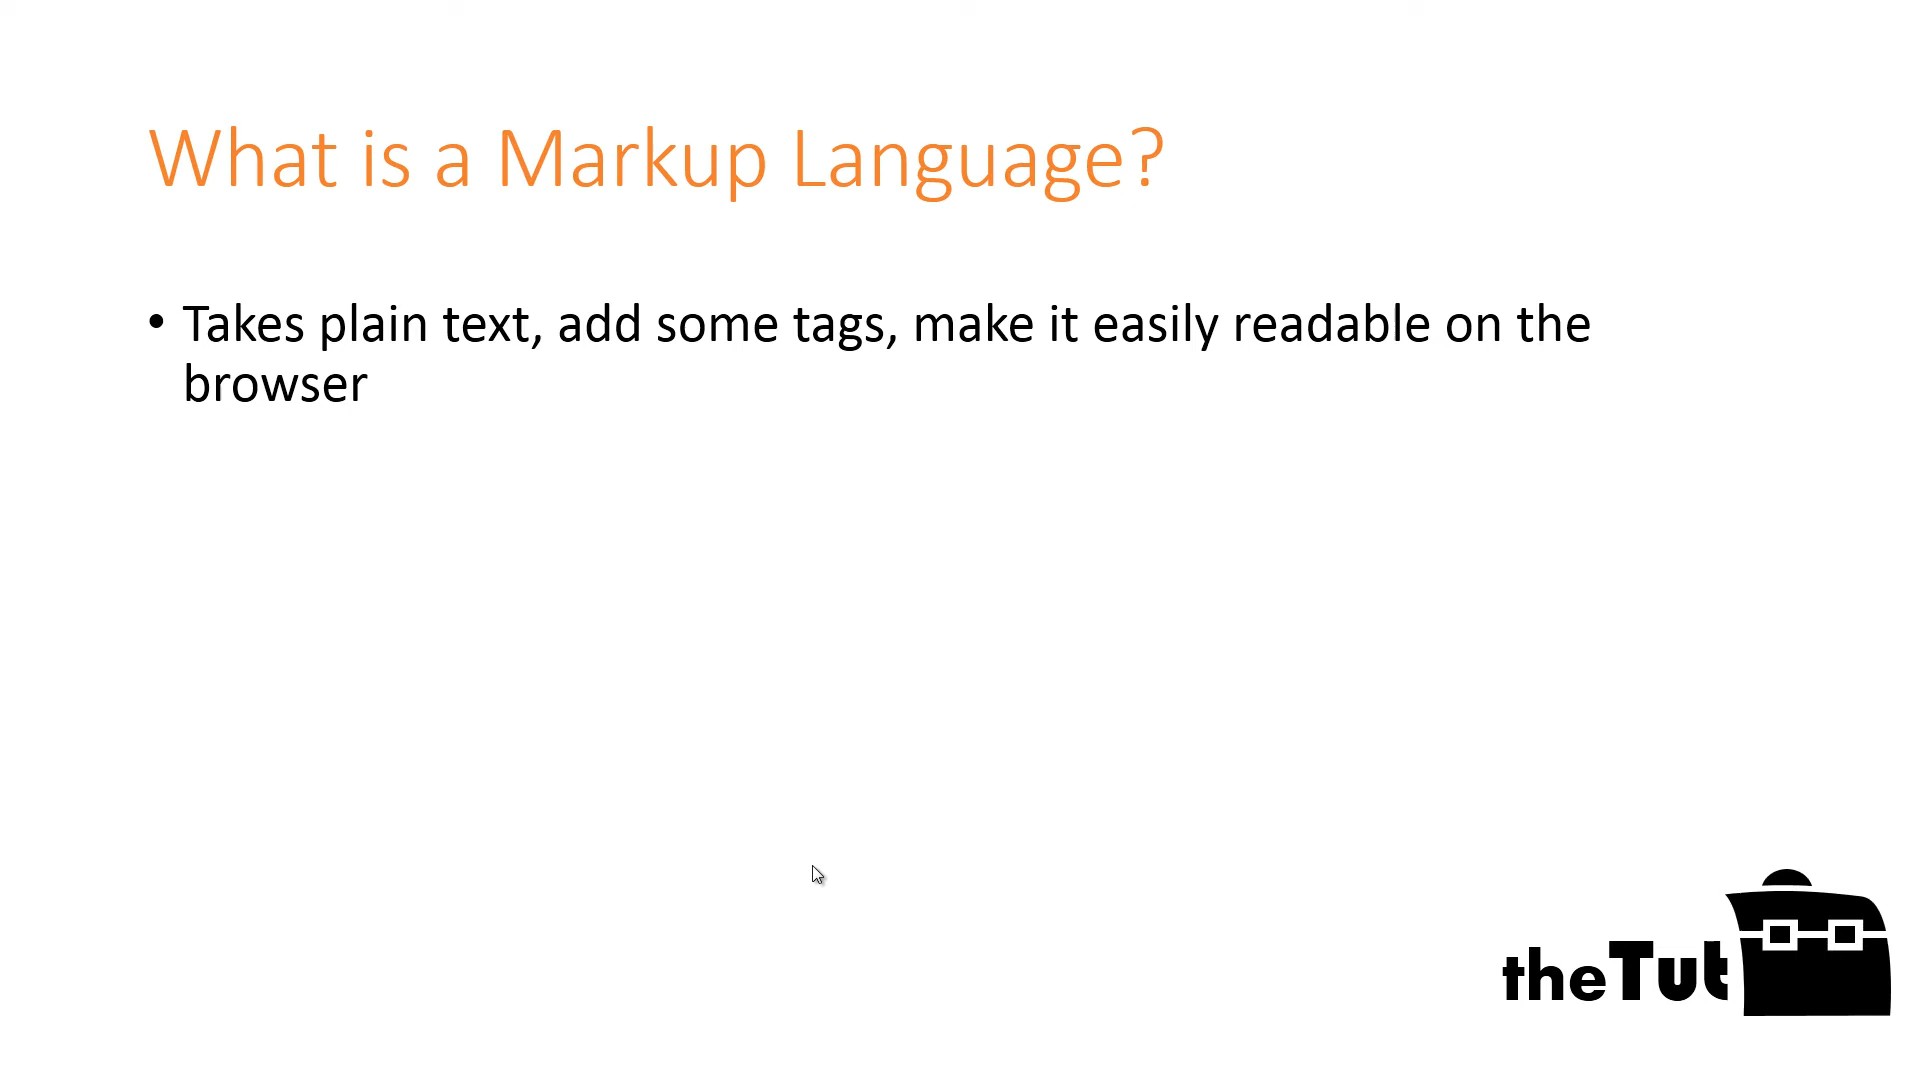 What is a Markup Language?
• Takes plain text, add some tags, make it easily readable on the
browser
theTut